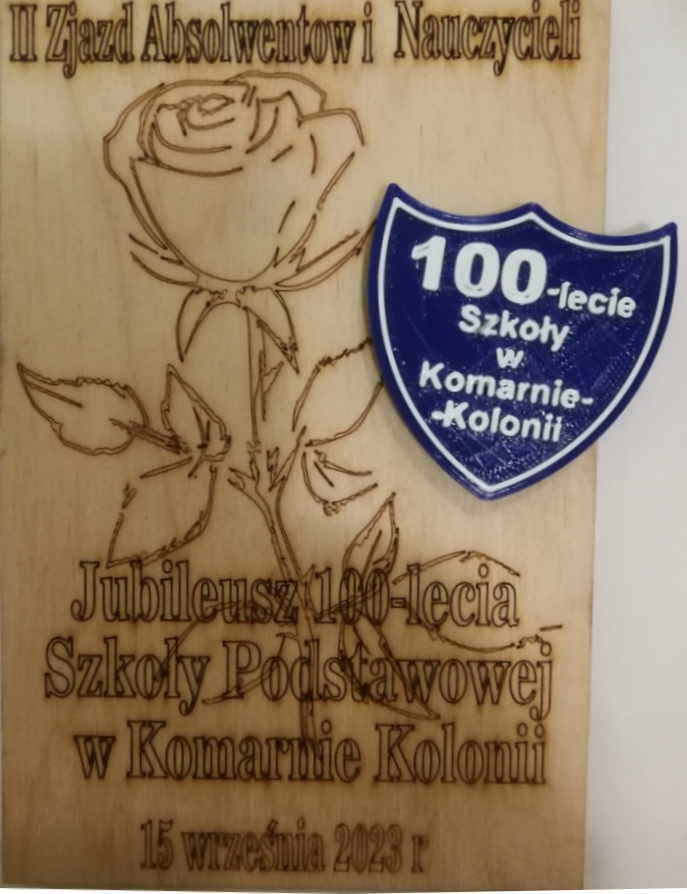 II Zjazd Absolwentow i Nauczycieli
100-lecie
Szkoły
w
Komarnie-
-Kolonii
Jubileusz 100-lecia
Szkoły Podstawowej
w Komarnie Kolonii
15 września 2023 r